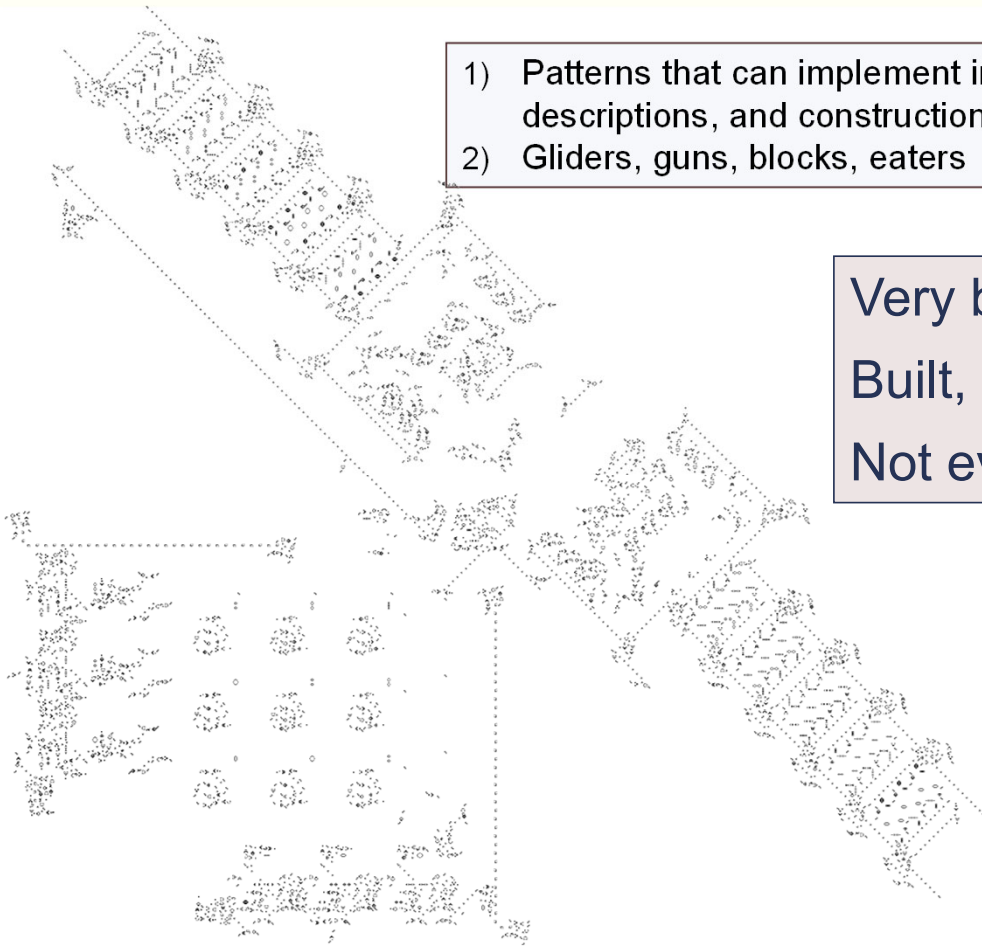 1) Patterns that can implement
descriptions, and construction
2) Gliders, guns, blocks, eaters
Very
Built,
Not